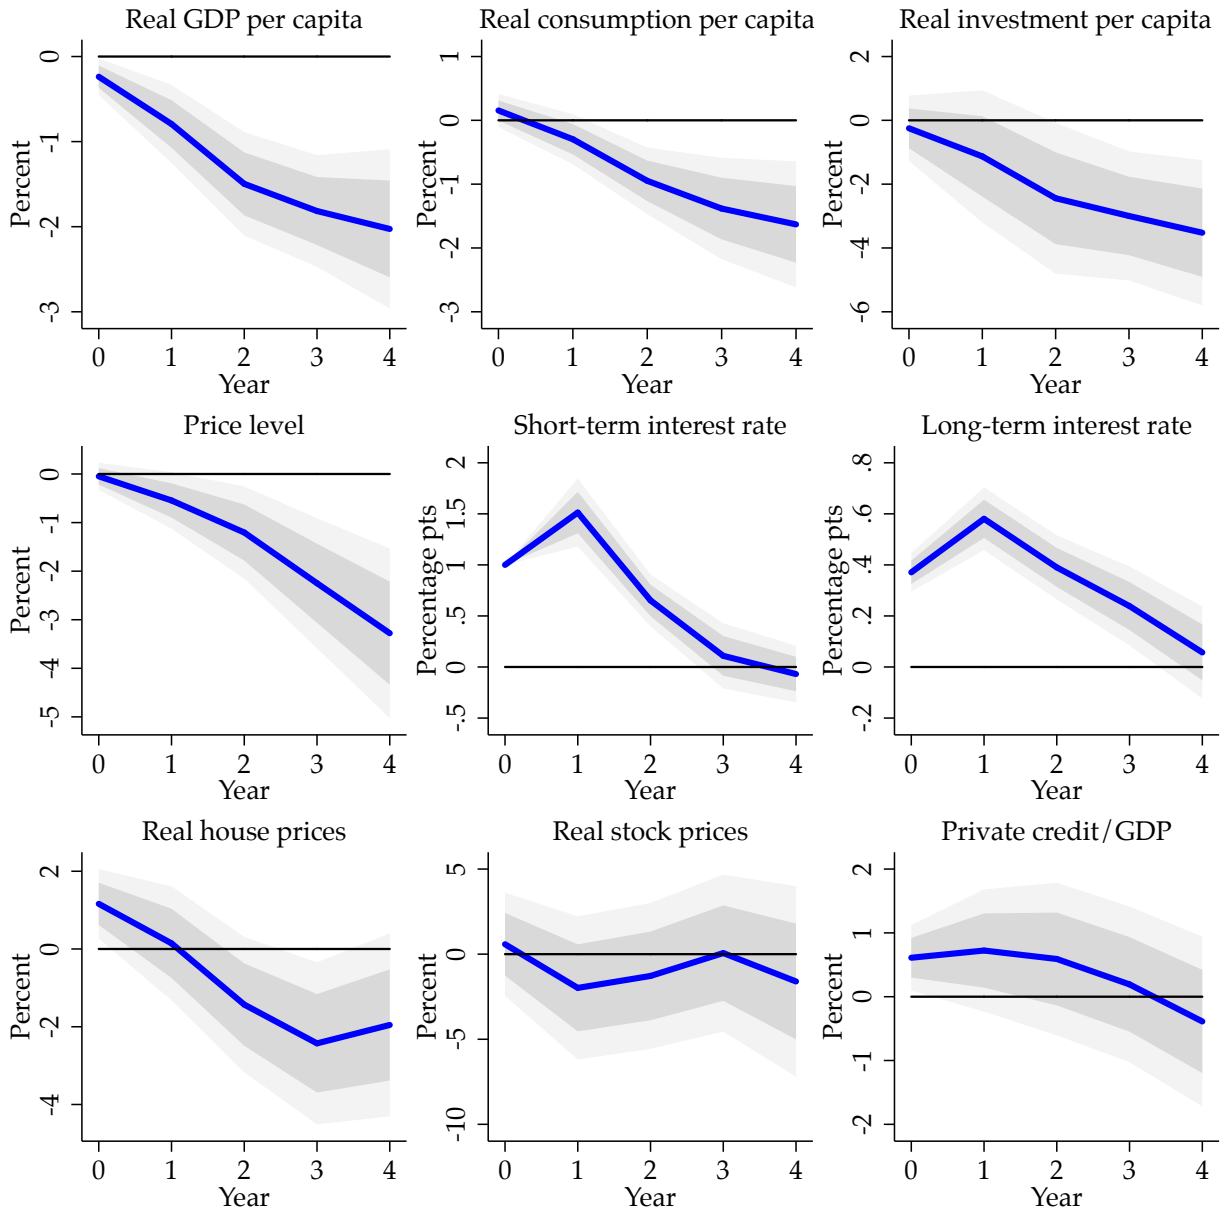 Real GDP per capita
Percent
0
-1
-2
-3
0 1 2 3 4
Year
Real consumption per capita
Percent
1
0
-1
-2
-3
0 1 2 3 4
Year
Real investment per capita
Percent
2
0
-2
-4
-6
0 1 2 3 4
Year
Price level
Percent
0
-1
-2
-3
-4
-5
0 1 2 3 4
Year
Short-term interest rate
Percentage pts
2
1.5
1
.5
0
-.5
0 1 2 3 4
Year
Long-term interest rate
Percentage pts
.8
.6
.4
.2
0
-.2
0 1 2 3 4
Year
Real house prices
Percent
2
0
-2
-4
0 1 2 3 4
Year
Real stock prices
Percent
5
0
-5
-10
0 1 2 3 4
Year
Private credit/GDP
Percent
2
1
0
-1
-2
0 1 2 3 4
Year